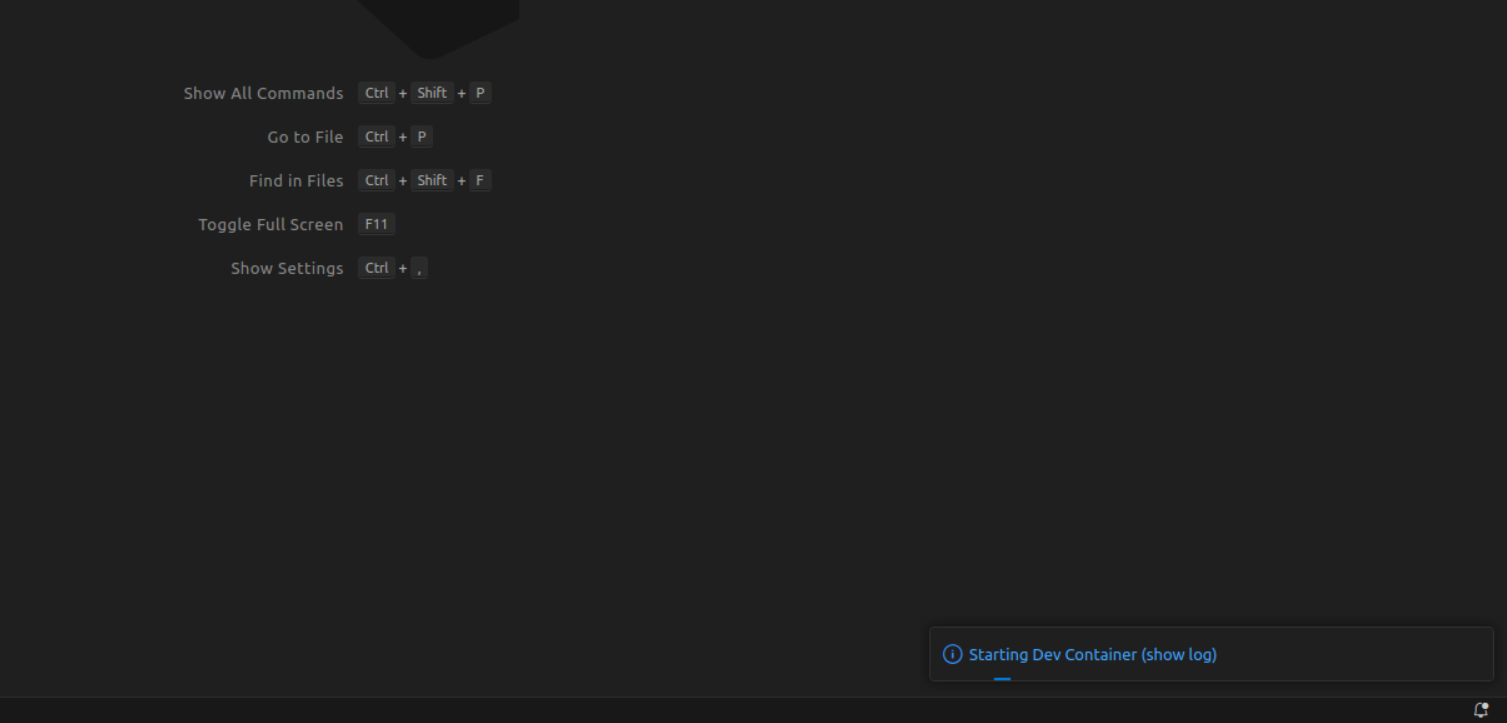 Show All Commands Ctrl + Shift + P
Go to File Ctrl + P
Find in Files Ctrl + Shift + F
Toggle Full Screen F11
Show Settings Ctrl + ,
Starting Dev Container (show log)